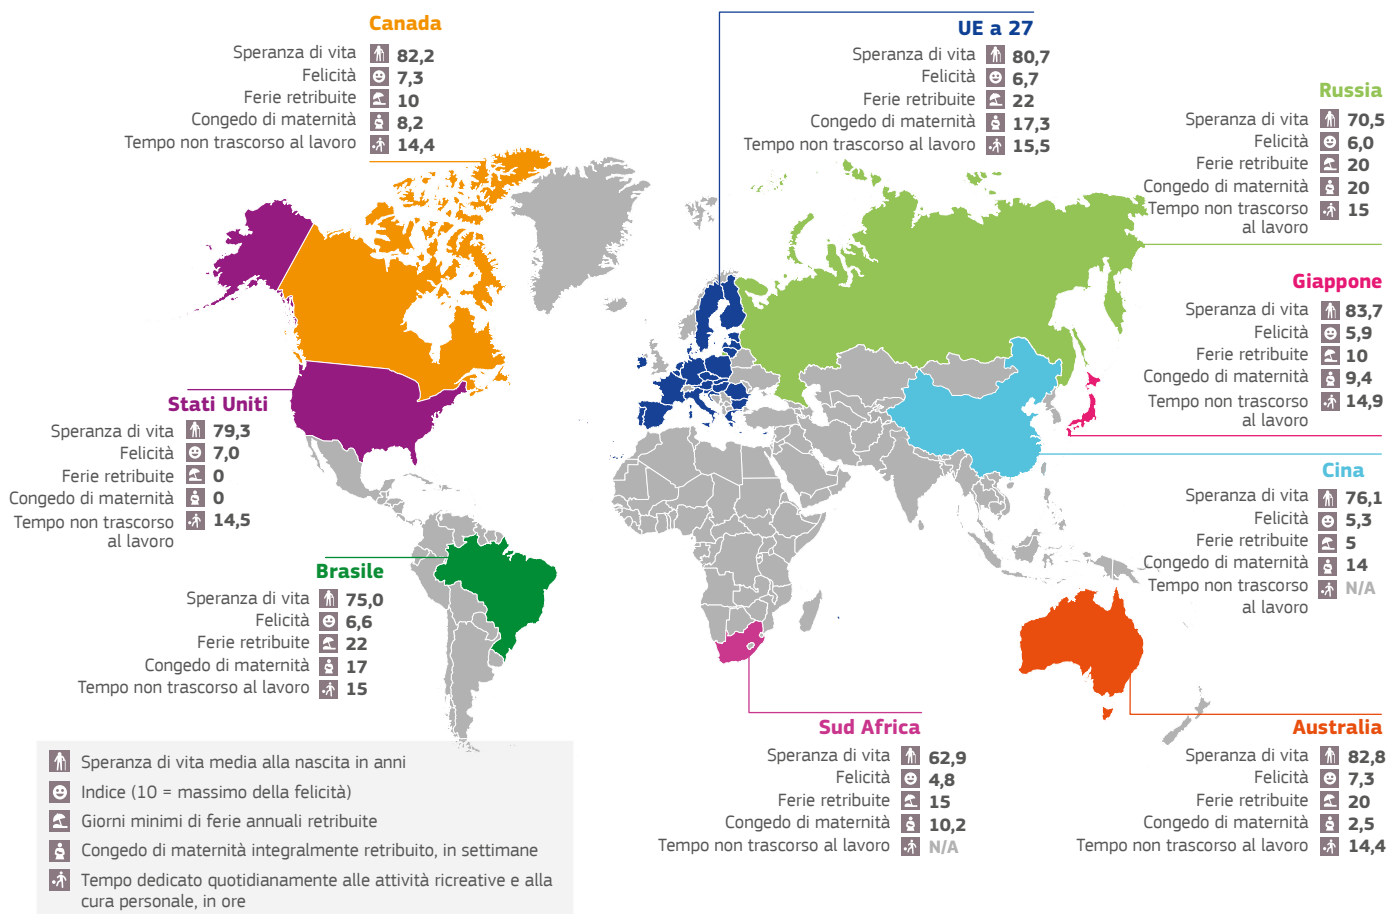 Canada
Speranza di vita 82,2
Felicità 7,3
Ferie retribuite 10
Congedo di maternità 8,2
Tempo non trascorso al lavoro 14,4
UE a 27
Speranza di vita 80,7
Felicità 6,7
Ferie retribuite 22
Congedo di maternità 17,3
Tempo non trascorso al lavoro 15,5
Russia
Speranza di vita 70,5
Felicità 6,0
Ferie retribuite 20
Congedo di maternità 20
Tempo non trascorso 15
al lavoro
Giappone
Speranza di vita 83,7
Felicità 5,9
Ferie retribuite 10
Congedo di maternità 9,4
Tempo non trascorso 14,9
al lavoro
Stati Uniti
Speranza di vita 79,3
Felicità 7,0
Ferie retribuite 0
Congedo di maternità 0
Tempo non trascorso 14,5
al lavoro
Cina
Speranza di vita 76,1
Felicità 5,3
Ferie retribuite 5
Congedo di maternità 14
Tempo non trascorso N/A
al lavoro
Brasile
Speranza di vita 75,0
Felicità 6,6
Ferie retribuite 22
Congedo di maternità 17
Tempo non trascorso al lavoro 15
Sud Africa
Speranza di vita 62,9
Felicità 4,8
Ferie retribuite 15
Congedo di maternità 10,2
Tempo non trascorso al lavoro N/A
Australia
Speranza di vita 82,8
Felicità 7,3
Ferie retribuite 20
Congedo di maternità 2,5
Tempo non trascorso al lavoro 14,4
Speranza di vita media alla nascita in anni
Indice (10 = massimo della felicità)
Giorni minimi di ferie annuali retribuite
Congedo di maternità integralmente retribuito, in settimane
Tempo dedicato quotidianamente alle attività ricreative e alla
cura personale, in ore